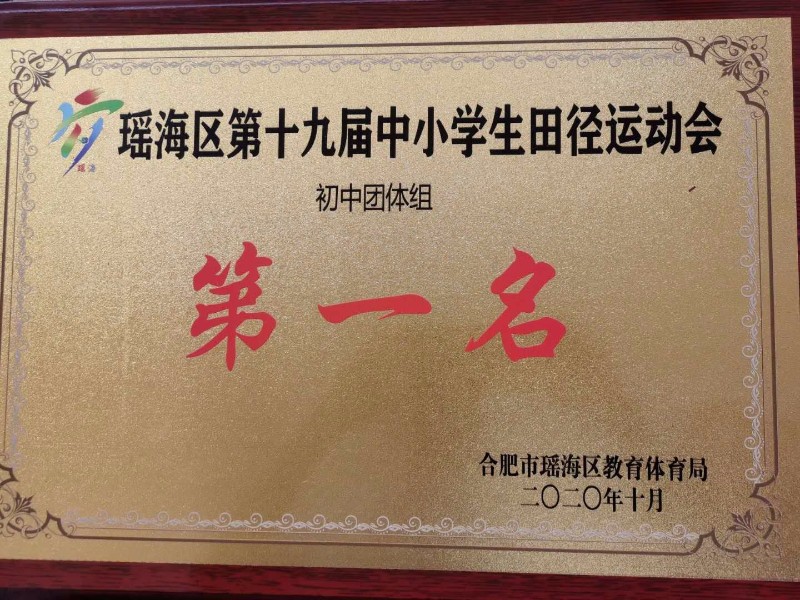 瑶海区第十九届中小学生田径运动会
瑶海
初中团体组
第一名
合肥市瑶海区教育体育局
二〇二〇年十月